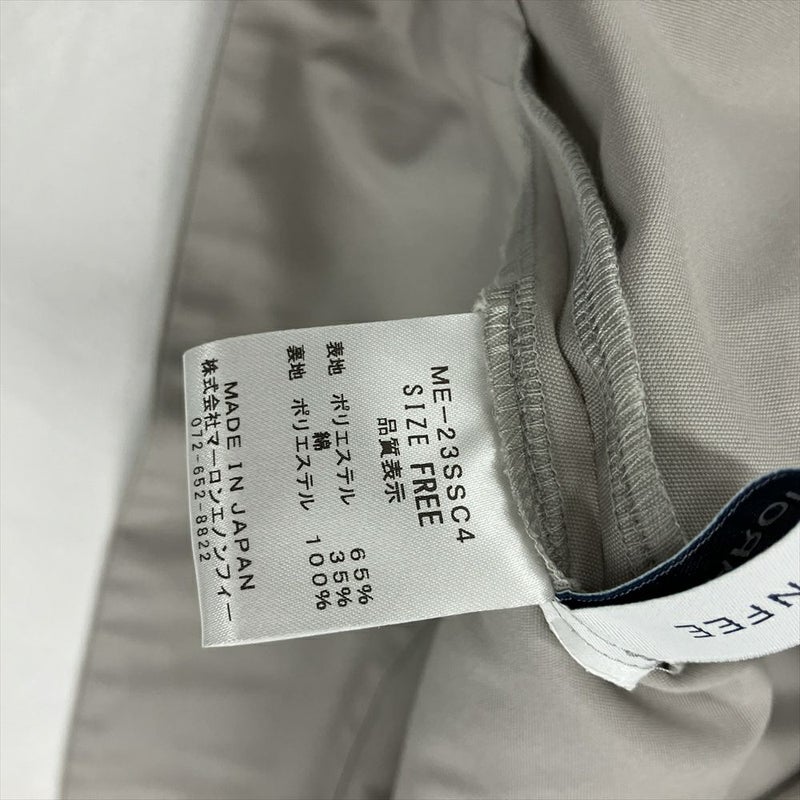 ME-23SSC4
SIZE FREE
品質表示
表地 ポリエステル 65%
綿 35%
裏地 ポリエステル 100%
MADE IN JAPAN
株式会社マーロンエノンフィー
072-652-8822
NFEE